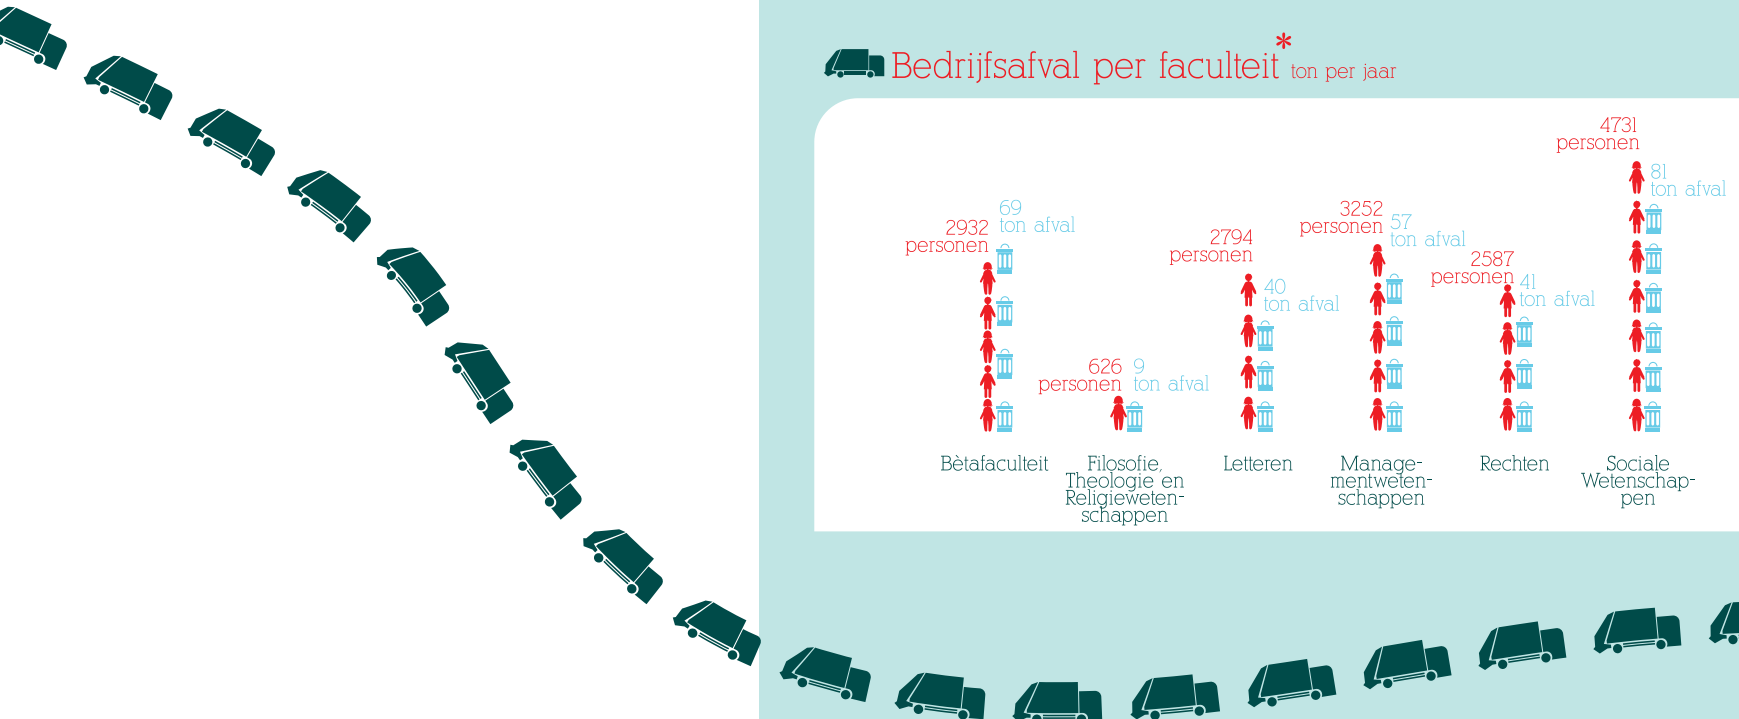 Bedrijfsafval per faculteit* ton per jaar
4731
personen
81
ton afval
69
ton afval
2932
personen
3252
personen
57
ton afval
2794
personen
2587
personen
41
ton afval
40
ton afval
626
personen
9
ton afval
Bètafaculteit
Filosofie,
Theologie en
Religieweten-
schappen
Letteren
Manage-
mentweten-
schappen
Rechten
Sociale
Wetenschap-
pen